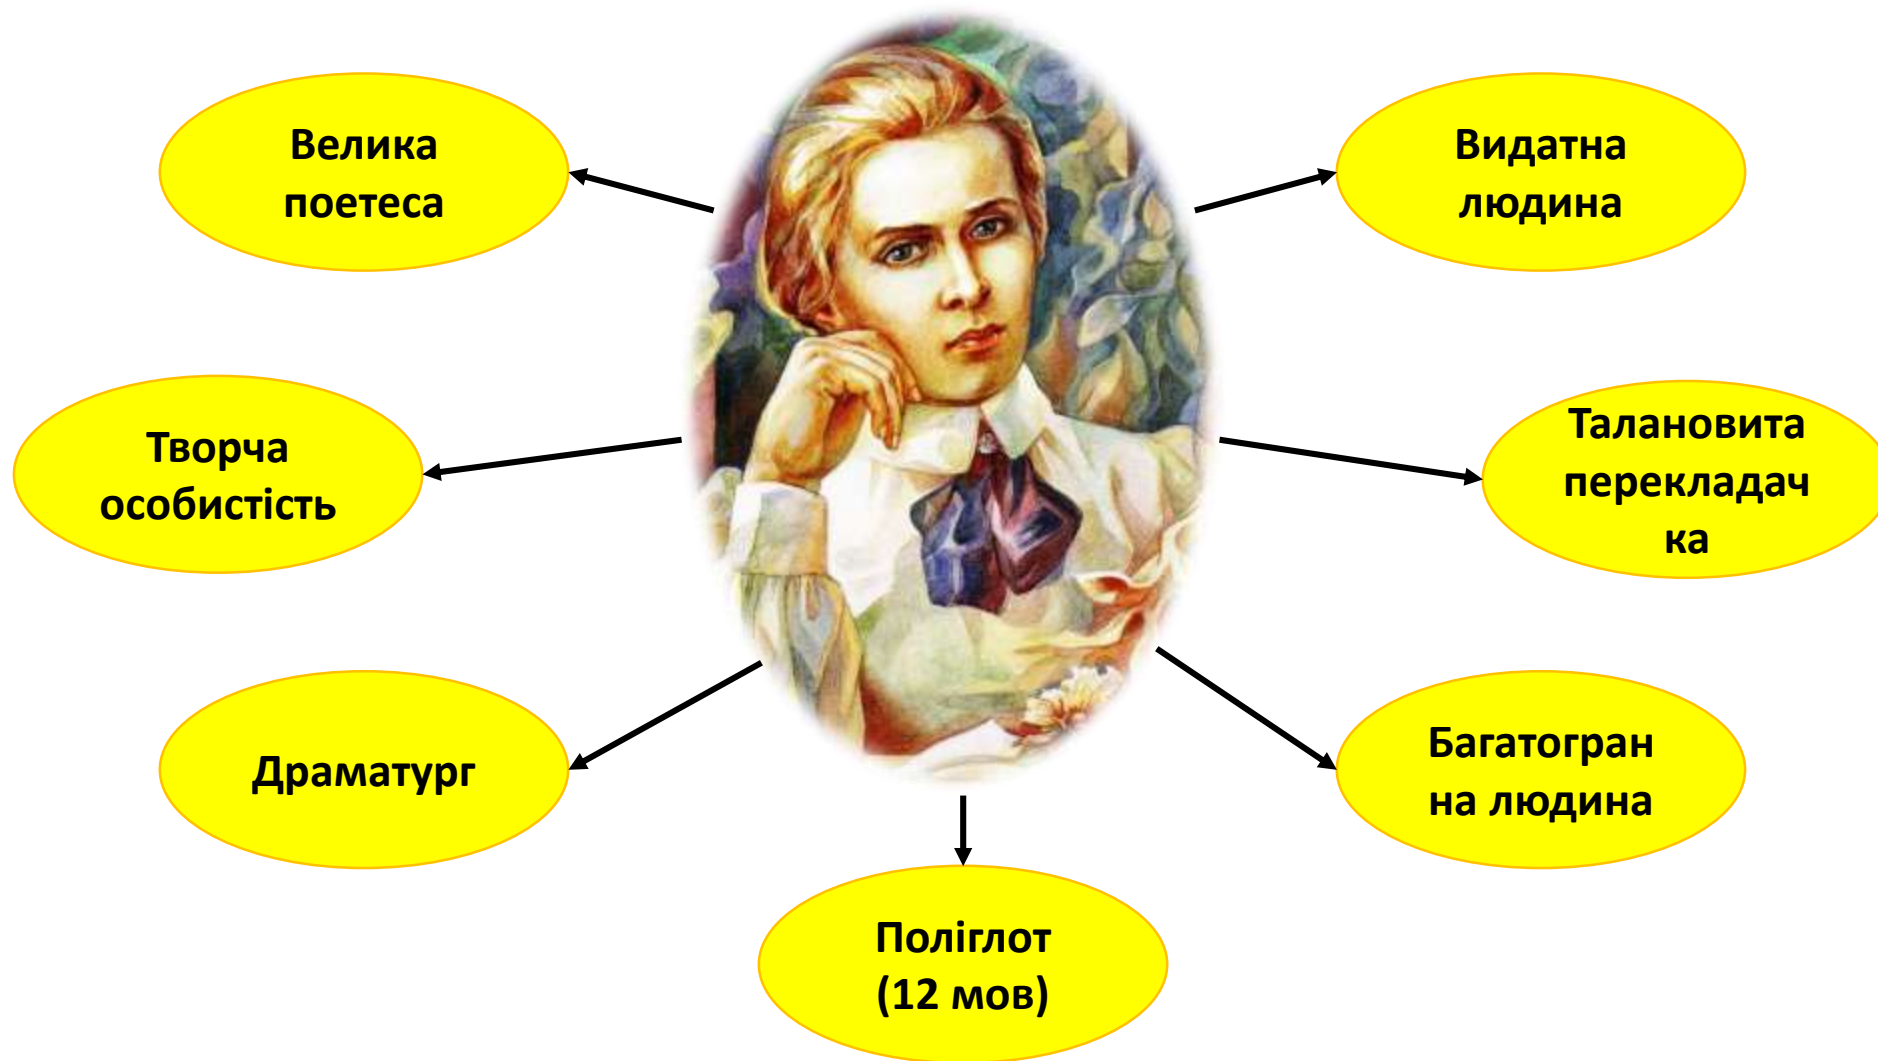 Велика
поетеса
Видатна
людина
Творча
особистість
Талановита
перекладач
ка
Драматург
Багатогран
на людина
Поліглот
(12 мов)